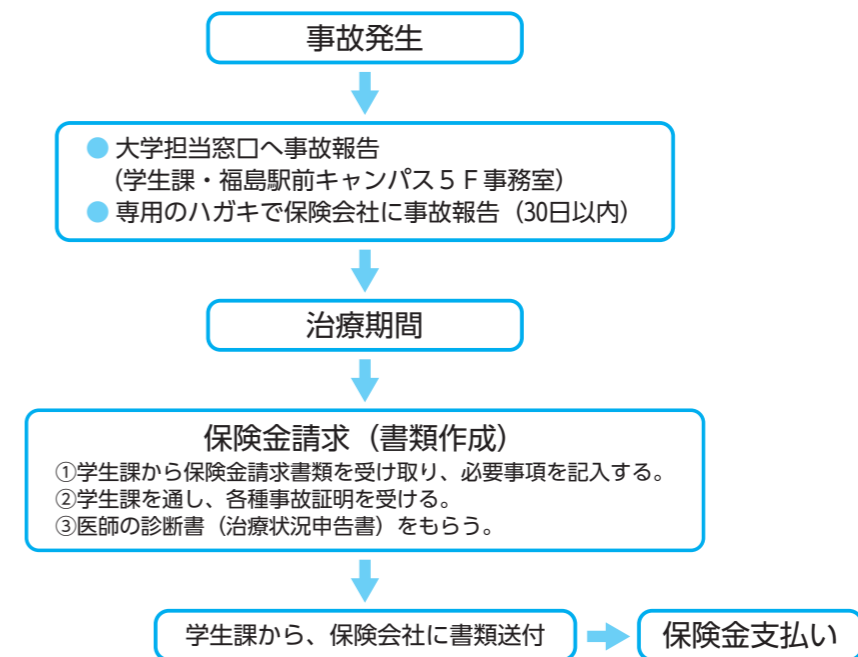 事故発生
● 大学担当窓口へ事故報告
(学生課・福島駅前キャンパス5F事務室)
● 専用のハガキで保険会社に事故報告(30日以内)
治療期間
保険金請求(書類作成)
①学生課から保険金請求書類を受け取り、必要事項を記入する。
②学生課を通し、各種事故証明を受ける。
③医師の診断書(治療状況申告書)をもらう。
学生課から、保険会社に書類送付
保険金支払い